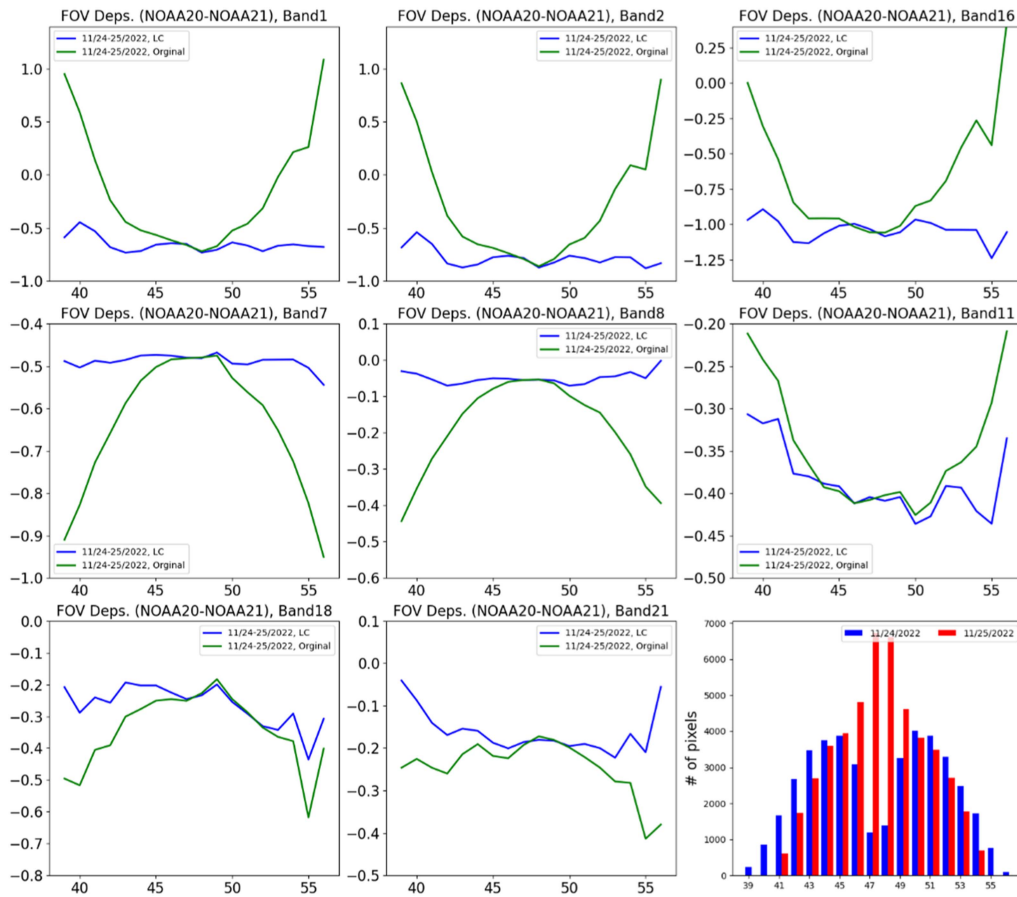 FOV Deps. (NOAA20-NOAA21), Band1
11/24-25/2022, LC
11/24-25/2022, Orginal
1.0
0.5
0.0
−0.5
−1.0
40 45 50 55
FOV Deps. (NOAA20-NOAA21), Band2
11/24-25/2022, LC
11/24-25/2022, Orginal
1.0
0.5
0.0
−0.5
−1.0
40 45 50 55
FOV Deps. (NOAA20-NOAA21), Band16
11/24-25/2022, LC
11/24-25/2022, Orginal
0.25
0.00
−0.25
−0.50
−0.75
−1.00
−1.25
40 45 50 55
FOV Deps. (NOAA20-NOAA21), Band7
−0.4
−0.5
−0.6
−0.7
−0.8
−0.9
−1.0
11/24-25/2022, LC
11/24-25/2022, Orginal
40 45 50 55
FOV Deps. (NOAA20-NOAA21), Band8
11/24-25/2022, LC
11/24-25/2022, Orginal
0.1
0.0
−0.1
−0.2
−0.3
−0.4
−0.5
−0.6
40 45 50 55
FOV Deps. (NOAA20-NOAA21), Band11
−0.20
−0.25
−0.30
−0.35
−0.40
−0.45
−0.50
11/24-25/2022, LC
11/24-25/2022, Orginal
40 45 50 55
FOV Deps. (NOAA20-NOAA21), Band18
11/24-25/2022, LC
11/24-25/2022, Orginal
0.0
−0.1
−0.2
−0.3
−0.4
−0.5
−0.6
−0.7
−0.8
40 45 50 55
FOV Deps. (NOAA20-NOAA21), Band21
11/24-25/2022, LC
11/24-25/2022, Orginal
0.1
0.0
−0.1
−0.2
−0.3
−0.4
−0.5
40 45 50 55
11/24/2022 11/25/2022
# of pixels
7000
6000
5000
4000
3000
2000
1000
0
39 41 43 45 47 49 51 53 55